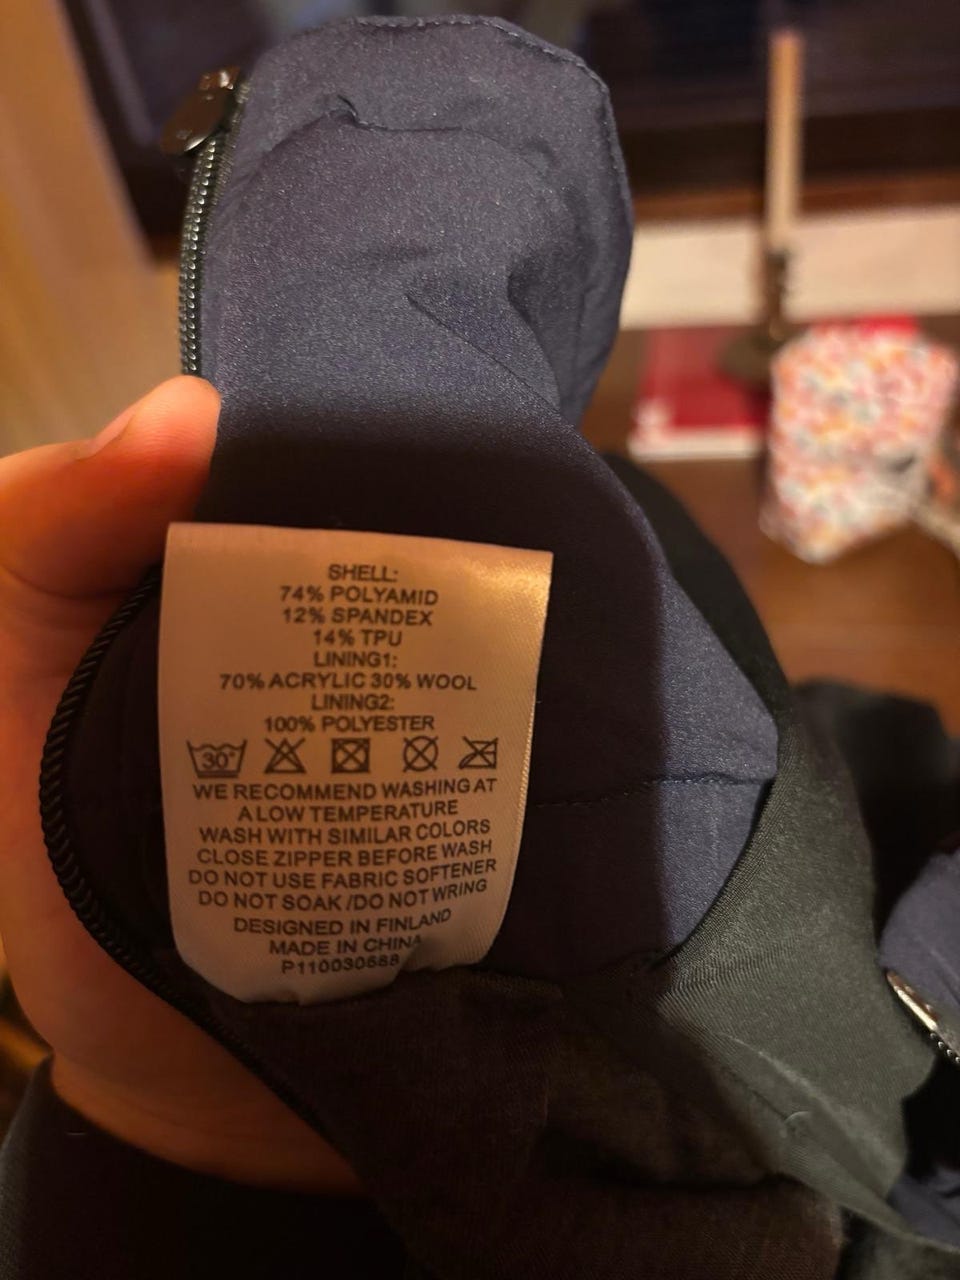 SHELL:
74% POLYAMID
12% SPANDEX
14% TPU
LINING1:
70% ACRYLIC 30% WOOL
LINING2:
100% POLYESTER
30°
WE RECOMMEND WASHING AT
A LOW TEMPERATURE
WASH WITH SIMILAR COLORS
CLOSE ZIPPER BEFORE WASH
DO NOT USE FABRIC SOFTENER
DO NOT SOAK /DO NOT WRING
DESIGNED IN FINLAND
MADE IN CHINA
P110030668